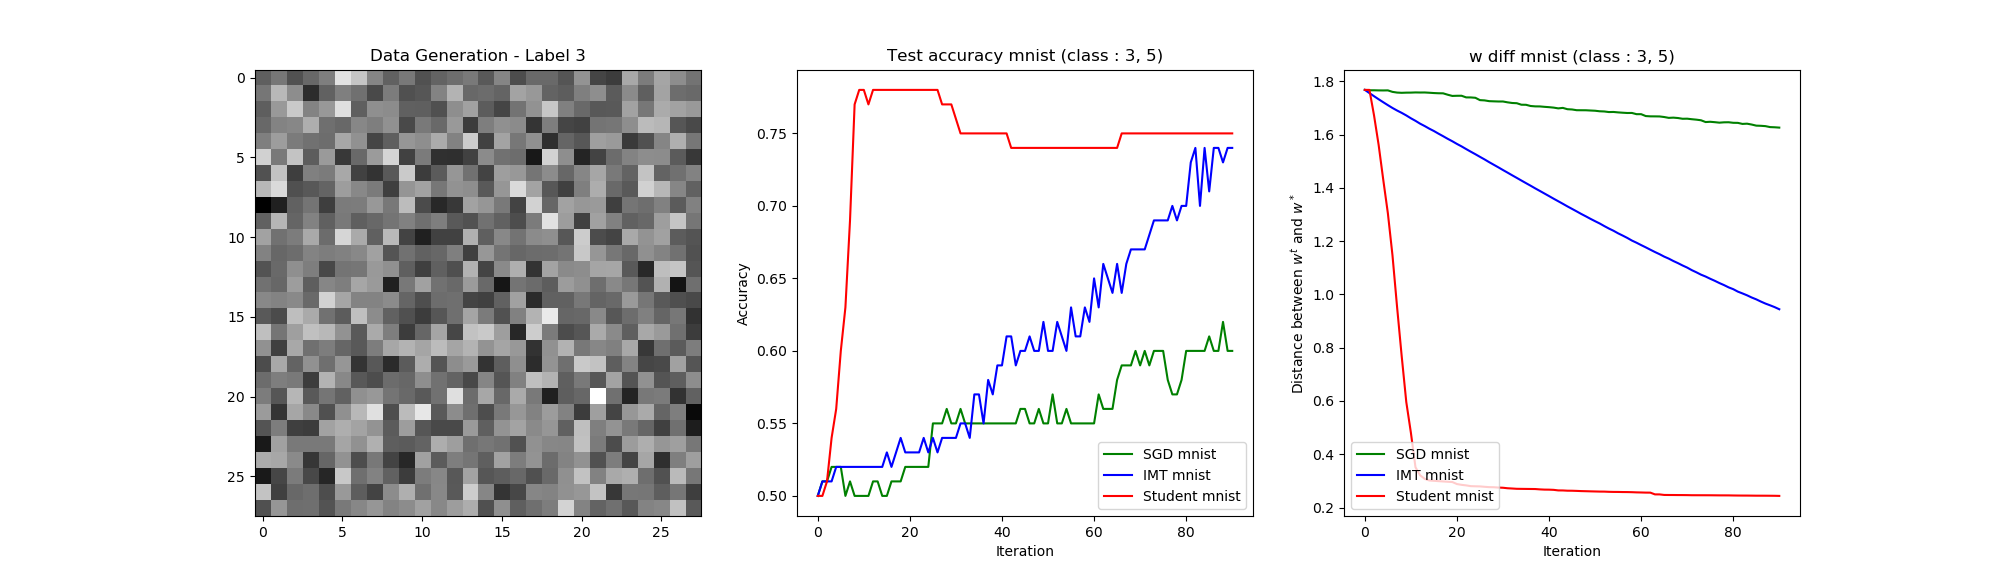 Data Generation - Label 3
0
5
10
15
20
25
0 5 10 15 20 25
Test accuracy mnist (class : 3, 5)
Accuracy
0.75
0.70
0.65
0.60
0.55
0.50
0 20 40 60 80
Iteration
SGD mnist
IMT mnist
Student mnist
w diff mnist (class : 3, 5)
Distance between w^t and w^*
1.8
1.6
1.4
1.2
1.0
0.8
0.6
0.4
0.2
0 20 40 60 80
Iteration
SGD mnist
IMT mnist
Student mnist